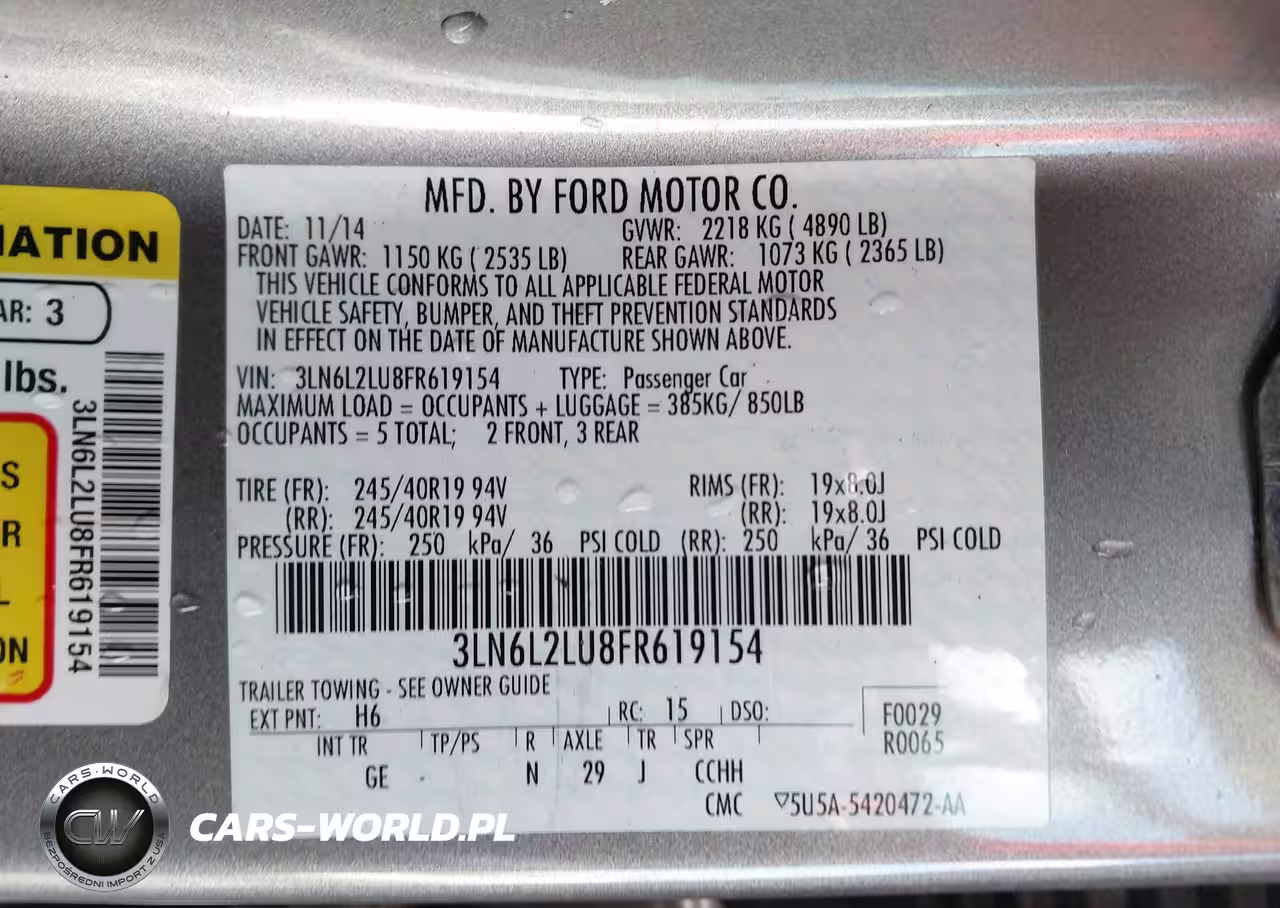 MFD. BY FORD MOTOR CO.
DATE: 11/14 GVWR: 2218 KG ( 4890 LB)
FRONT GAWR: 1150 KG ( 2535 LB) REAR GAWR: 1073 KG ( 2365 LB)
THIS VEHICLE CONFORMS TO ALL APPLICABLE FEDERAL MOTOR
VEHICLE SAFETY, BUMPER, AND THEFT PREVENTION STANDARDS
IN EFFECT ON THE DATE OF MANUFACTURE SHOWN ABOVE.
VIN: 3LN6L2LU8FR619154 TYPE: Passenger Car
MAXIMUM LOAD = OCCUPANTS + LUGGAGE = 385KG/ 850LB
OCCUPANTS = 5 TOTAL; 2 FRONT, 3 REAR
TIRE (FR): 245/40R19 94V RIMS (FR): 19x8.0J
(RR): 245/40R19 94V (RR): 19x8.0J
PRESSURE (FR): 250 kPa/ 36 PSI COLD (RR): 250 kPa/ 36 PSI COLD
3LN6L2LU8FR619154
TRAILER TOWING - SEE OWNER GUIDE
EXT PNT: H6 RC: 15 DSO: F0029
INT TR TP/PS R AXLE TR SPR R0065
GE N 29 J CCHH
CMC ▽5U5A-5420472-AA
AR: 3
lbs.
3LN6L2LU8FR619154
CARS-WORLD
CW
BEZPOŚREDNI IMPORT Z USA
CARS-WORLD.PL